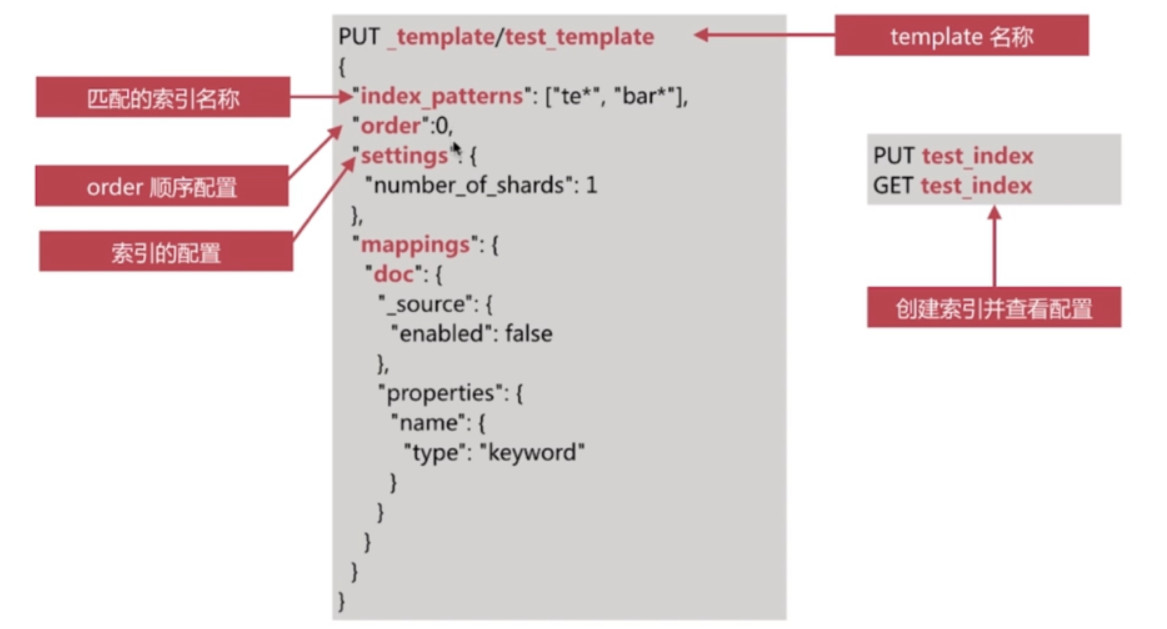 PUT _template/test_template
{
"index_patterns": ["te*", "bar*"],
"order":0,
"settings": {
"number_of_shards": 1
},
"mappings": {
"doc": {
"_source": {
"enabled": false
},
"properties": {
"name": {
"type": "keyword"
}
}
}
}
}
template 名称
匹配的索引名称
order 顺序配置
索引的配置
PUT test_index
GET test_index
创建索引并查看配置